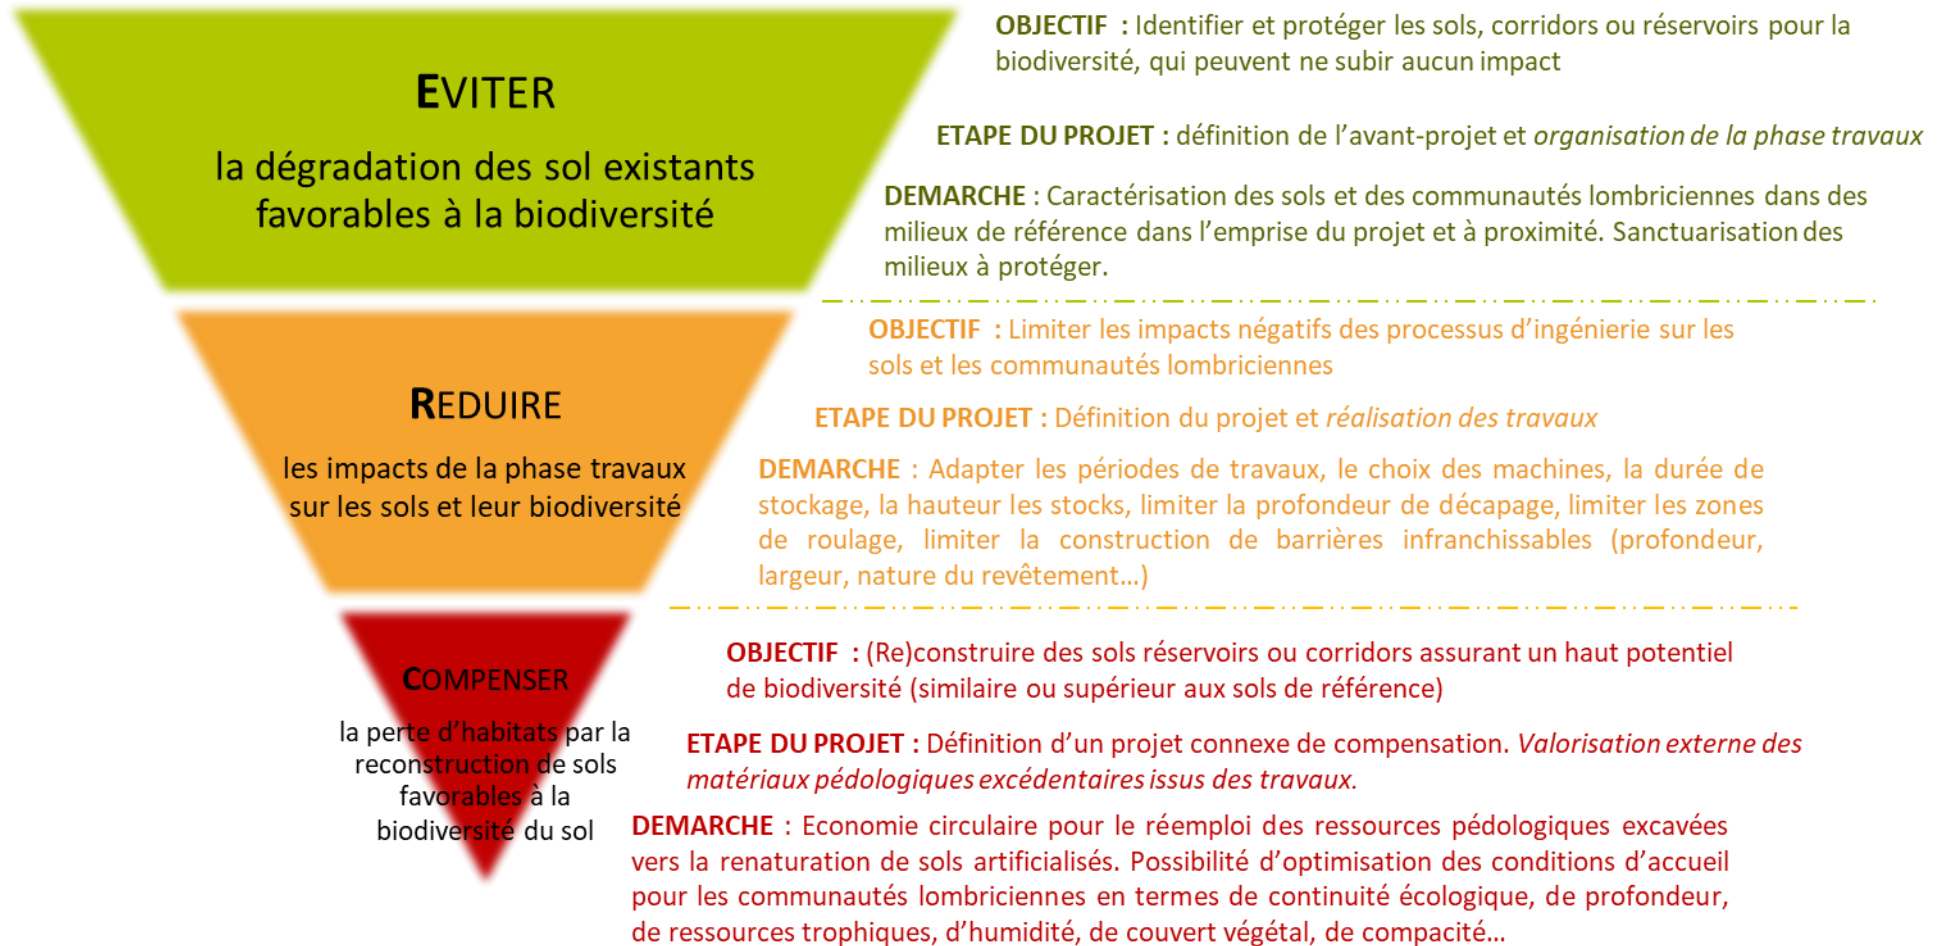 EVITER
la dégradation des sol existants
favorables à la biodiversité
OBJECTIF : Identifier et protéger les sols, corridors ou réservoirs pour la
biodiversité, qui peuvent ne subir aucun impact
ETAPE DU PROJET : définition de l'avant-projet et organisation de la phase travaux
DEMARCHE : Caractérisation des sols et des communautés lombriciennes dans des
milieux de référence dans l'emprise du projet et à proximité. Sanctuarisation des
milieux à protéger.
REDUIRE
les impacts de la phase travaux
sur les sols et leur biodiversité
OBJECTIF : Limiter les impacts négatifs des processus d'ingénierie sur les
sols et les communautés lombriciennes
ETAPE DU PROJET : Définition du projet et réalisation des travaux
DEMARCHE : Adapter les périodes de travaux, le choix des machines, la durée de
stockage, la hauteur les stocks, limiter la profondeur de décapage, limiter les zones
de roulage, limiter la construction de barrières infranchissables (profondeur,
largeur, nature du revêtement...)
COMPENSER
la perte d'habitats par la
reconstruction de sols
favorables à la
biodiversité du sol
OBJECTIF : (Re)construire des sols réservoirs ou corridors assurant un haut potentiel
de biodiversité (similaire ou supérieur aux sols de référence)
ETAPE DU PROJET : Définition d'un projet connexe de compensation. Valorisation externe des
matériaux pédologiques excédentaires issus des travaux.
DEMARCHE : Economie circulaire pour le réemploi des ressources pédologiques excavées
vers la renaturation de sols artificialisés. Possibilité d'optimisation des conditions d'accueil
pour les communautés lombriciennes en termes de continuité écologique, de profondeur,
de ressources trophiques, d'humidité, de couvert végétal, de compacité...